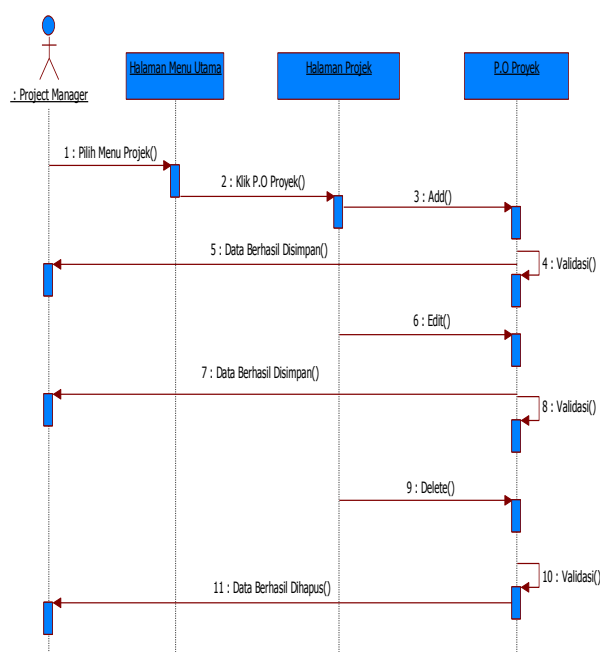 Halaman Menu Utama
Halaman Projek
P.O Proyek
: Project Manager
1 : Pilih Menu Projek()
2 : Klik P.O Proyek()
3 : Add()
5 : Data Berhasil Disimpan()
4 : Validasi()
6 : Edit()
7 : Data Berhasil Disimpan()
8 : Validasi()
9 : Delete()
10 : Validasi()
11 : Data Berhasil Dihapus()